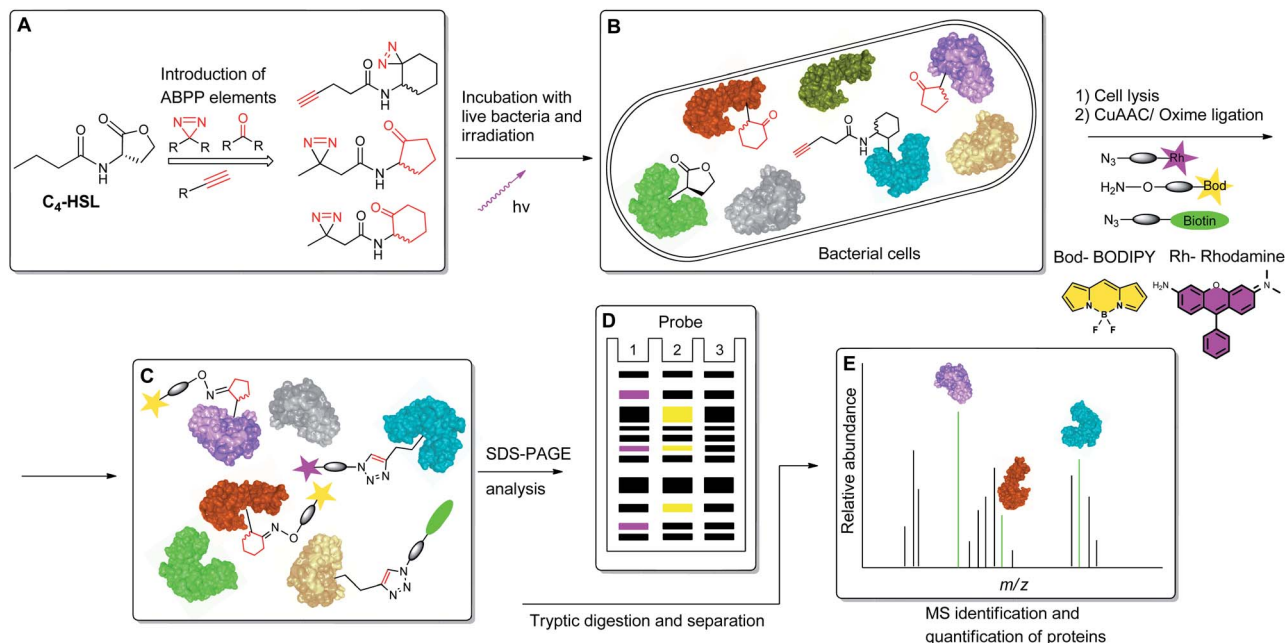 A
Introduction of
ABPP elements
N=N
R R
O
R R
R
O
O
N
H
C4-HSL
N=N
O
N
H
N=N
O
O
N
H
N=N
O
O
N
H
Incubation with
live bacteria and
irradiation
hv
B
O
O
O
N
H
O
O
Bacterial cells
1) Cell lysis
2) CuAAC/ Oxime ligation
N3 Rh
H2N O Bod
N3 Biotin
Bod- BODIPY Rh- Rhodamine
N N
B
F F
H2N O N
C
O
N
N
N=N
N
O
N
N=N
SDS-PAGE
analysis
D
Probe
1 2 3
Tryptic digestion and separation
E
Relative abundance
m/z
MS identification and
quantification of proteins